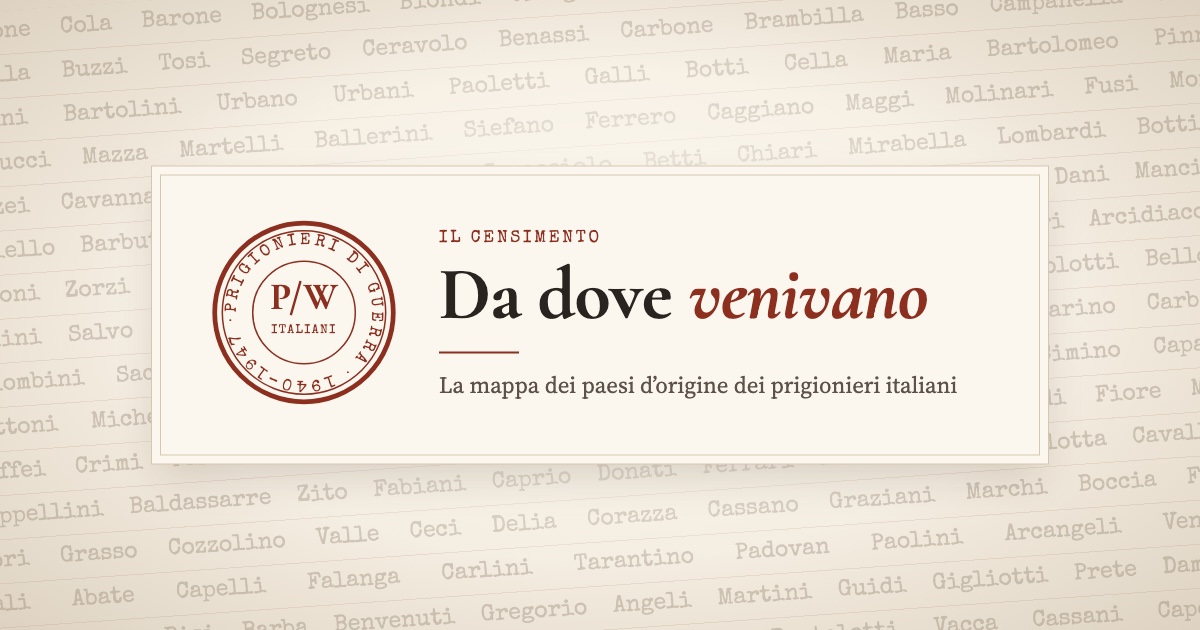 Cola Barone Bolognesi
Buzzi Tosi Segreto Ceravolo Benassi Carbone Brambilla Basso Campanella
Bartolini Urbano Urbani Paoletti Galli Botti Cella Maria Bartolomeo
Mazza Martelli Ballerini Siefano Ferrero Caggiano Maggi Molinari Fusi
Betti Chiari Mirabella Lombardi Botti
Dani
Zorzi
Salvo
PRIGIONIERI DI GUERRA · 1940–1947 ·
P/W
ITALIANI
IL CENSIMENTO
Da dove venivano
La mappa dei paesi d’origine dei prigionieri italiani
Fiore
Crimi
Baldassarre Zito Fabiani Caprio Donati Ferrari
Grasso Cozzolino Valle Ceci Delia Corazza Cassano Graziani Marchi Boccia
Abate Capelli Falanga Carlini Tarantino Padovan Paolini Arcangeli
Barba Benvenuti Gregorio Angeli Martini Guidi Gigliotti Prete
Vacca Cassani